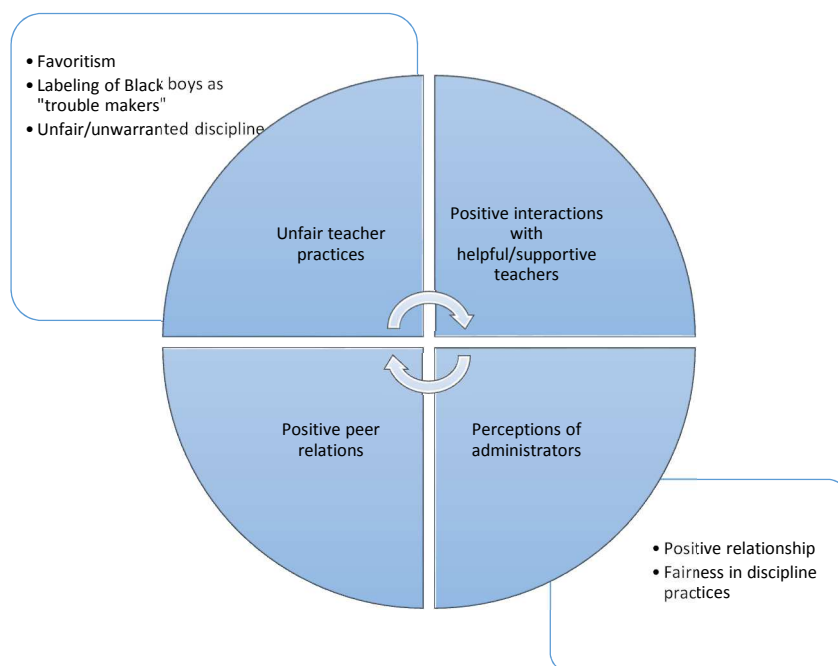 • Favoritism
• Labeling of Black boys as
"trouble makers"
• Unfair/unwarranted discipline
Unfair teacher
practices
Positive interactions
with
helpful/supportive
teachers
Positive peer
relations
Perceptions of
administrators
• Positive relationship
• Fairness in discipline
practices